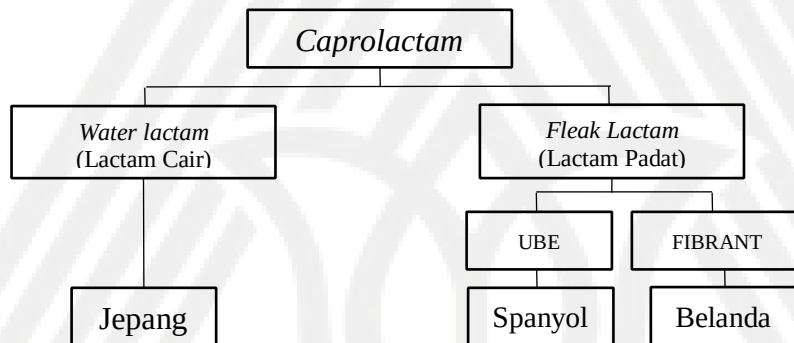 Caprolactam
Water lactam
(Lactam Cair)
Fleak Lactam
(Lactam Padat)
UBE
FIBRANT
Jepang
Spanyol
Belanda